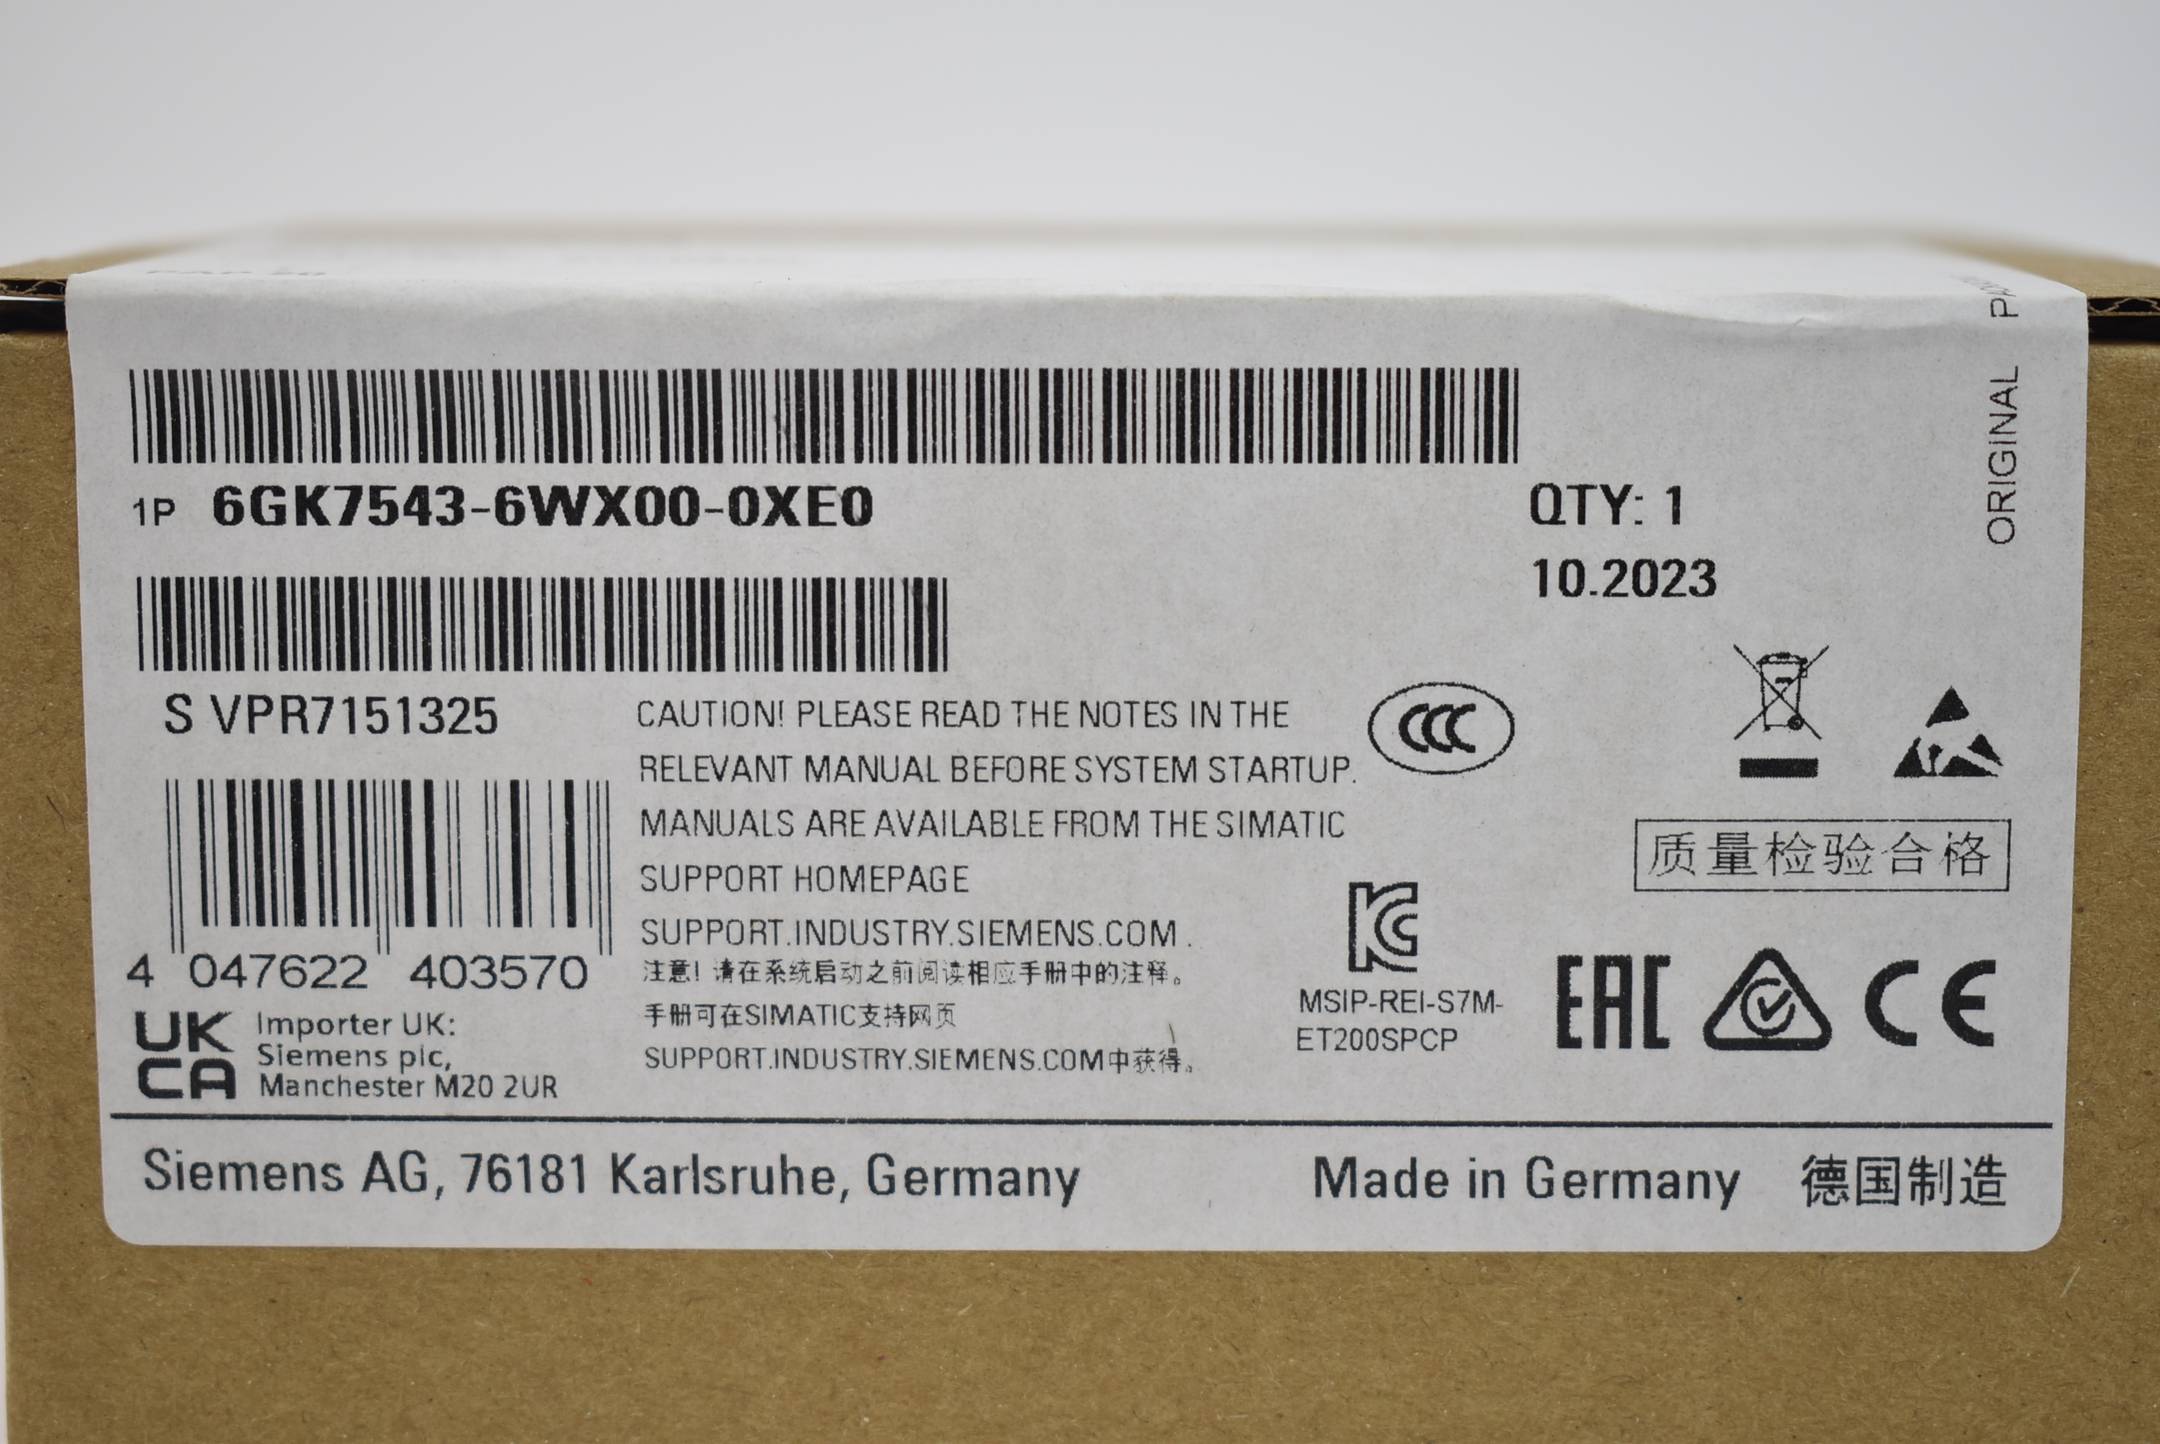 1P 6GK7543-6WX00-0XE0
QTY: 1
10.2023
ORIGINAL
S VPR7151325
CAUTION! PLEASE READ THE NOTES IN THE
RELEVANT MANUAL BEFORE SYSTEM STARTUP.
MANUALS ARE AVAILABLE FROM THE SIMATIC
SUPPORT HOMEPAGE
SUPPORT.INDUSTRY.SIEMENS.COM .
注意! 请在系统启动之前阅读相应手册中的注释。
手册可在SIMATIC支持网页
SUPPORT.INDUSTRY.SIEMENS.COM中获得。
CCC
质量检验合格
4 047622 403570
UK
CA
Importer UK:
Siemens plc,
Manchester M20 2UR
KC
MSIP-REI-S7M-
ET200SPCP
EAC
CE
Siemens AG, 76181 Karlsruhe, Germany
Made in Germany 德国制造